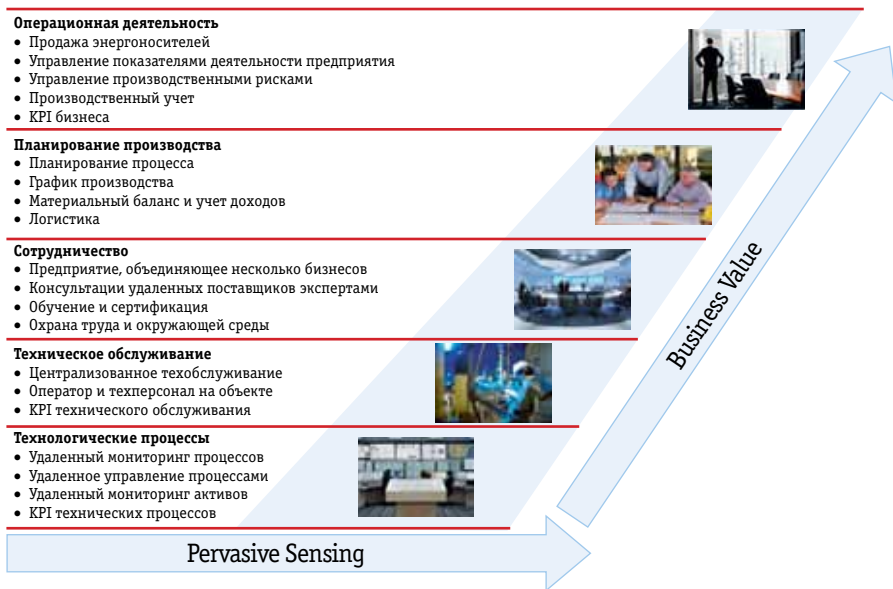 Операционная деятельность
• Продажа энергоносителей
• Управление показателями деятельности предприятия
• Управление производственными рисками
• Производственный учет
• KPI бизнеса
Планирование производства
• Планирование процесса
• График производства
• Материальный баланс и учет доходов
• Логистика
Сотрудничество
• Предприятие, объединяющее несколько бизнесов
• Консультации удаленных поставщиков экспертами
• Обучение и сертификация
• Охрана труда и окружающей среды
Техническое обслуживание
• Централизованное техобслуживание
• Оператор и техперсонал на объекте
• KPI технического обслуживания
Технологические процессы
• Удаленный мониторинг процессов
• Удаленное управление процессами
• Удаленный мониторинг активов
• KPI технических процессов
Pervasive Sensing
Business Value